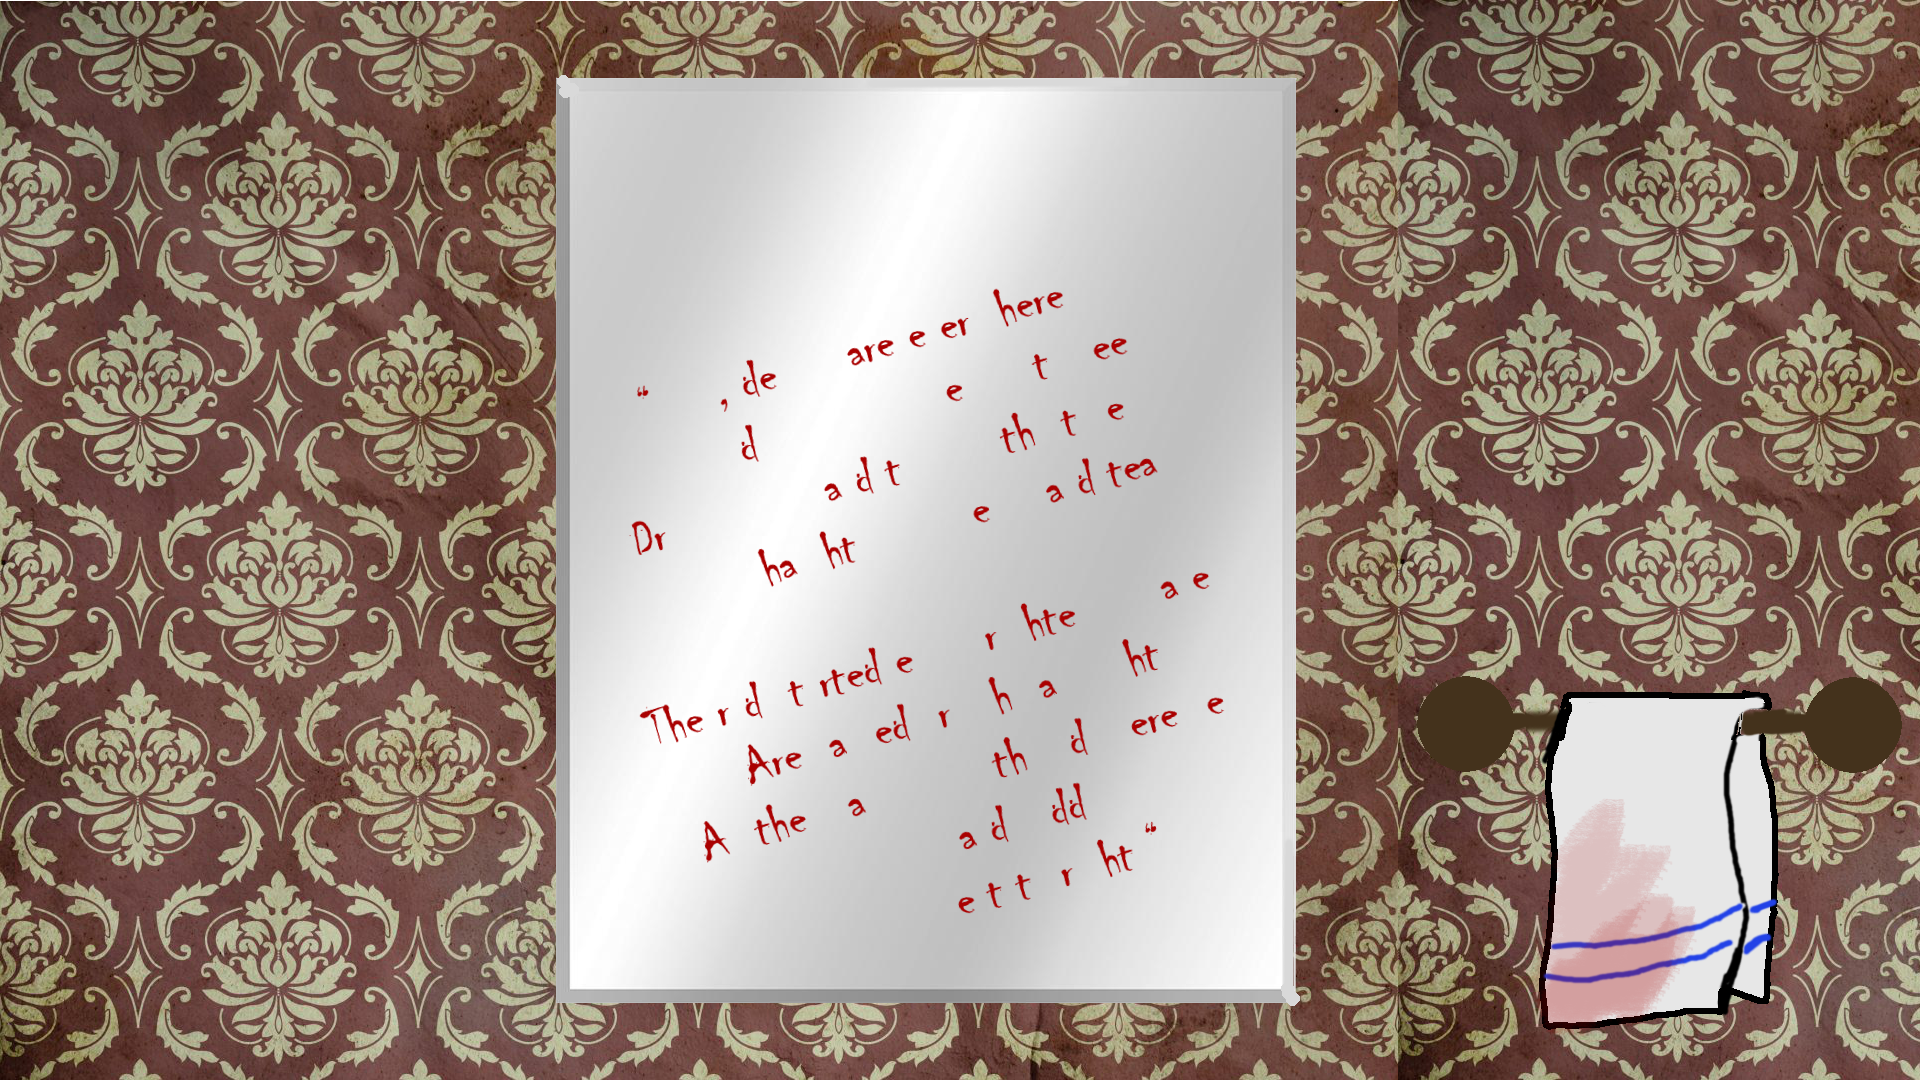 “ , de are e er here
d e t ee
a d t th t e
Dr ha ht e a d tea
The r d t rted e r hte a e
Are a ed r h a ht
A the a th d ere e
a d dd
e t t r ht “